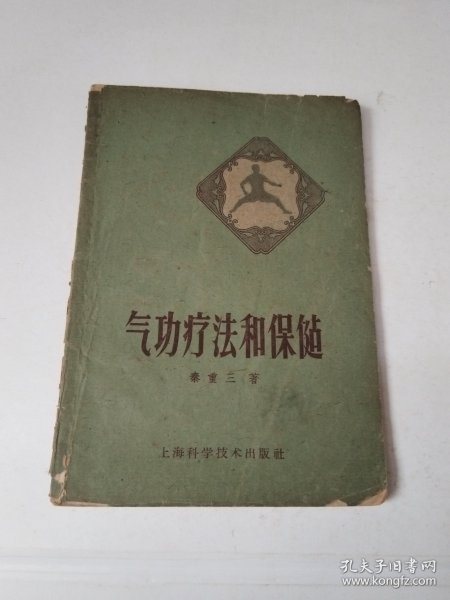 气功疗法和保健
秦重三 著
上海科学技术出版社
孔夫子旧书网
www.kongfz.com